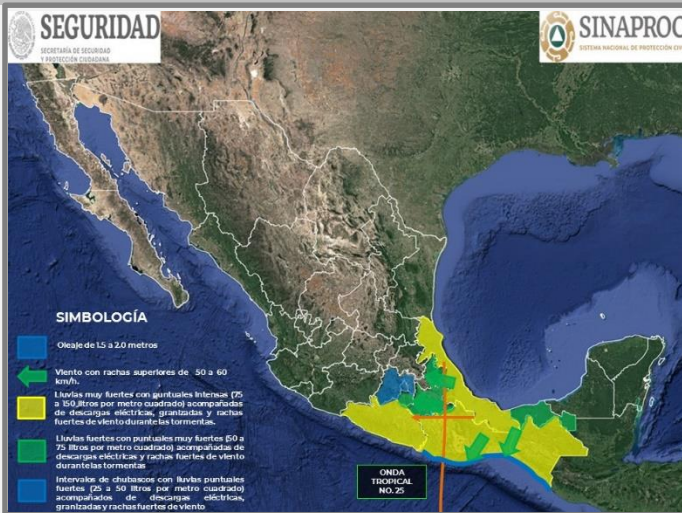 SEGURIDAD
SECRETARÍA DE SEGURIDAD
Y PROTECCIÓN CIUDADANA
SINAPROC
SISTEMA NACIONAL DE PROTECCIÓN CIV
SIMBOLOGÍA
Oleaje de 1.5 a 2.0 metros
Viento con rachas superiores de 50 a 60
km/h.
Lluvias muy fuertes con puntuales intensas (75
a 150 litros por metro cuadrado) acompañadas
de descargas eléctricas, granizadas y rachas
fuertes de viento durante las tormentas.
Lluvias fuertes con puntuales muy fuertes (50 a
75 litros por metro cuadrado) acompañadas de
descargas eléctricas y rachas fuertes de viento
durante las tormentas
Intervalos de chubascos con lluvias puntuales
fuertes (25 a 50 litros por metro cuadrado)
acompañados de descargas eléctricas,
granizadas y rachas fuertes de viento
ONDA
TROPICAL
NO. 25